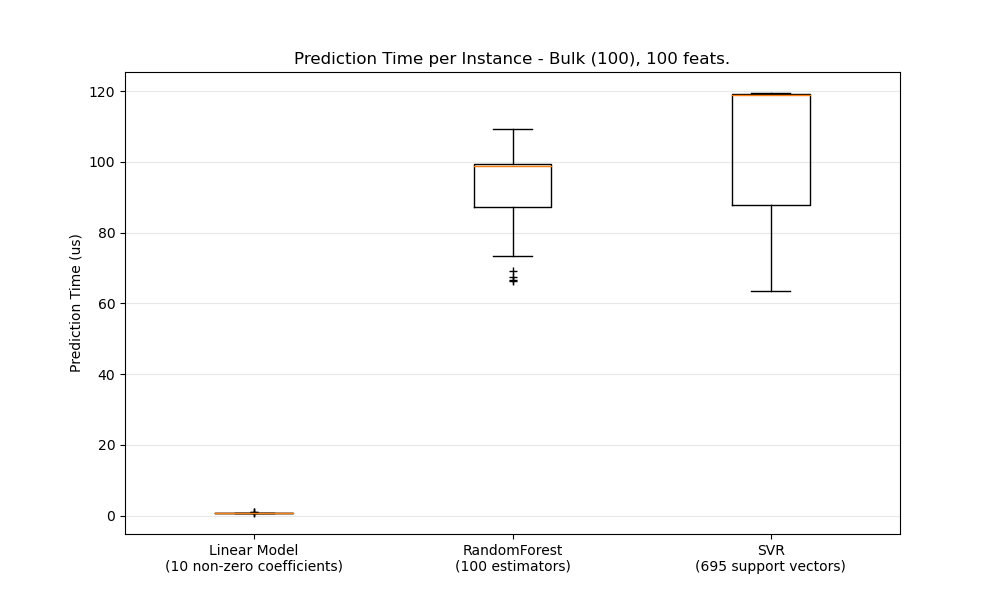 Prediction Time per Instance - Bulk (100), 100 feats.
Prediction Time (us)
120
100
80
60
40
20
0
Linear Model
(10 non-zero coefficients)
RandomForest
(100 estimators)
SVR
(695 support vectors)